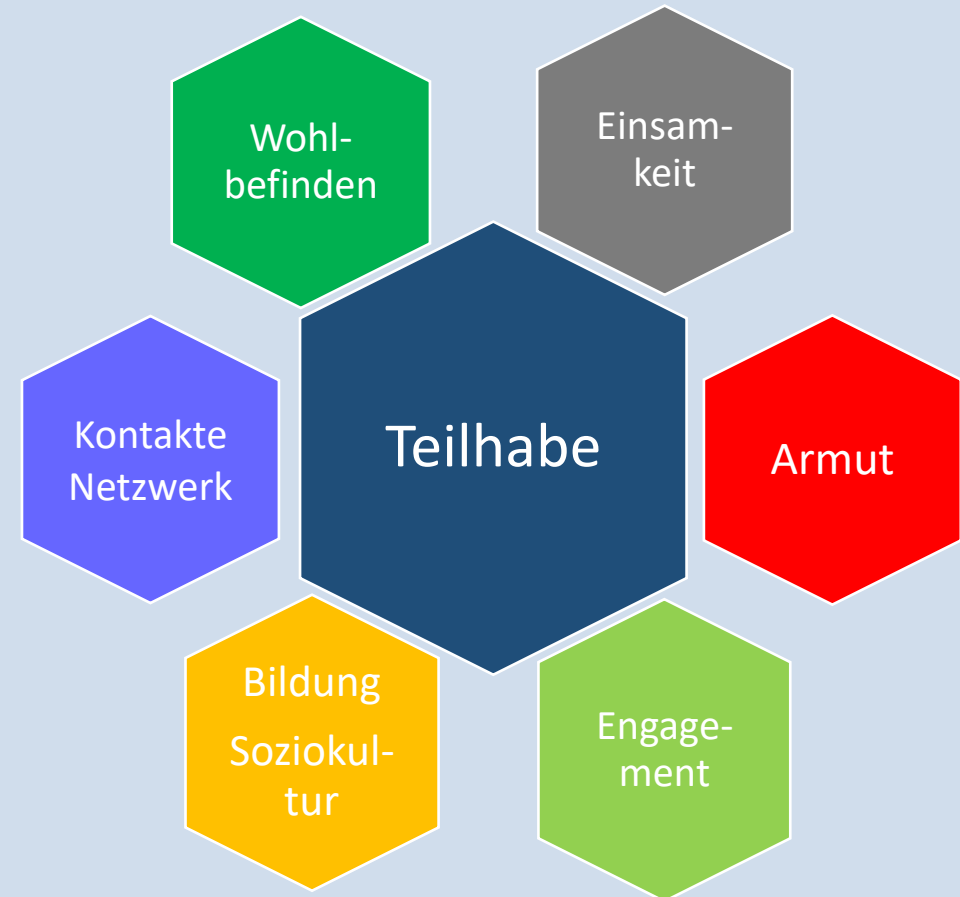 Wohl-
befinden
Einsam-
keit
Kontakte
Netzwerk
Teilhabe
Armut
Bildung
Soziokul-
tur
Engage-
ment